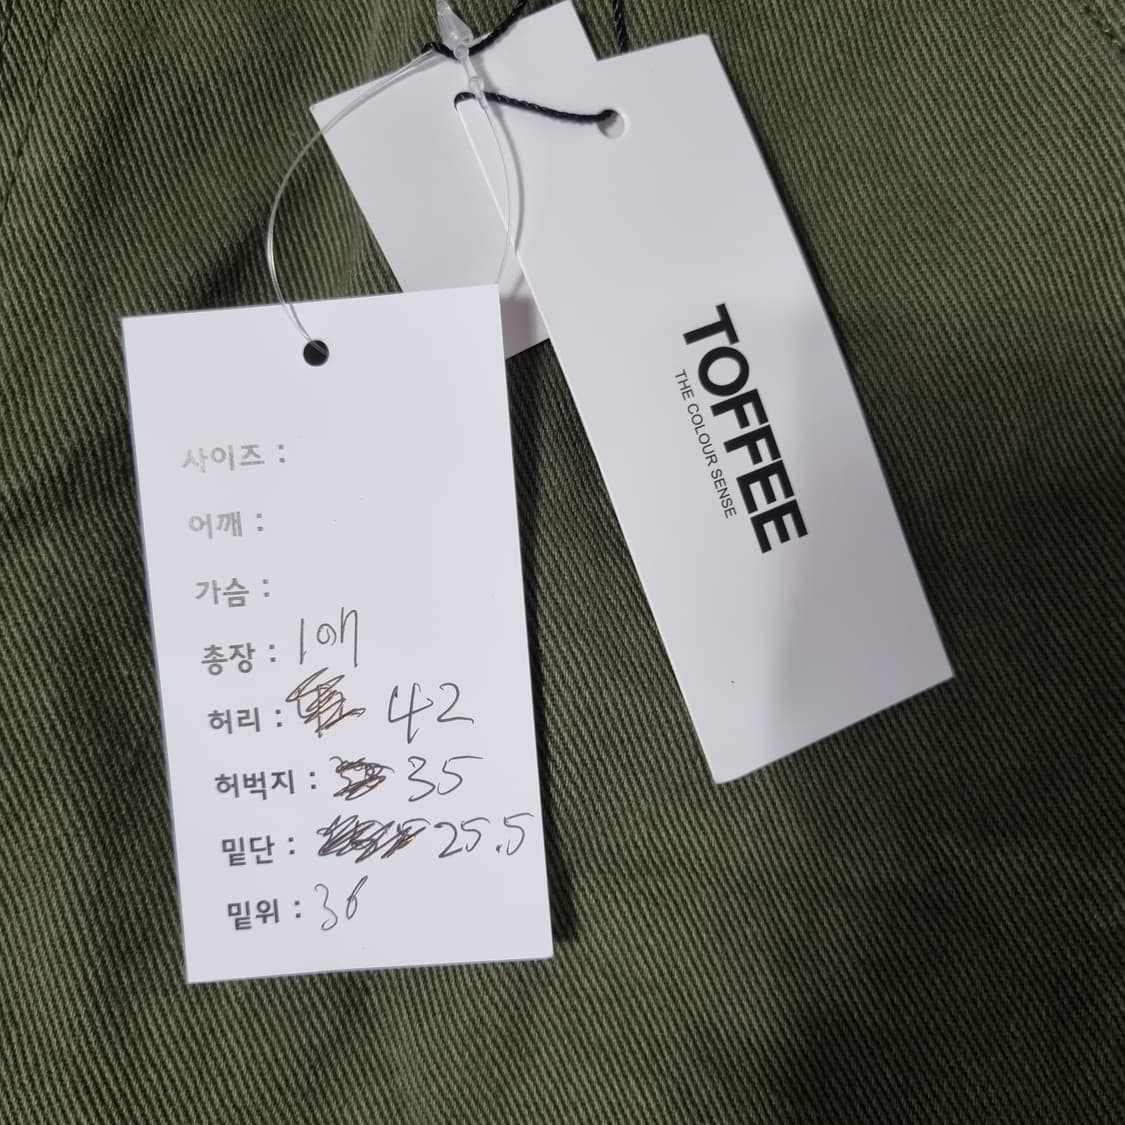 사이즈 :
어깨 :
가슴 :
총장 : 107
허리 : 42
허벅지 : 35
밑단 : 25.5
밑위 : 36
TOFFEE
THE COLOUR SENSE